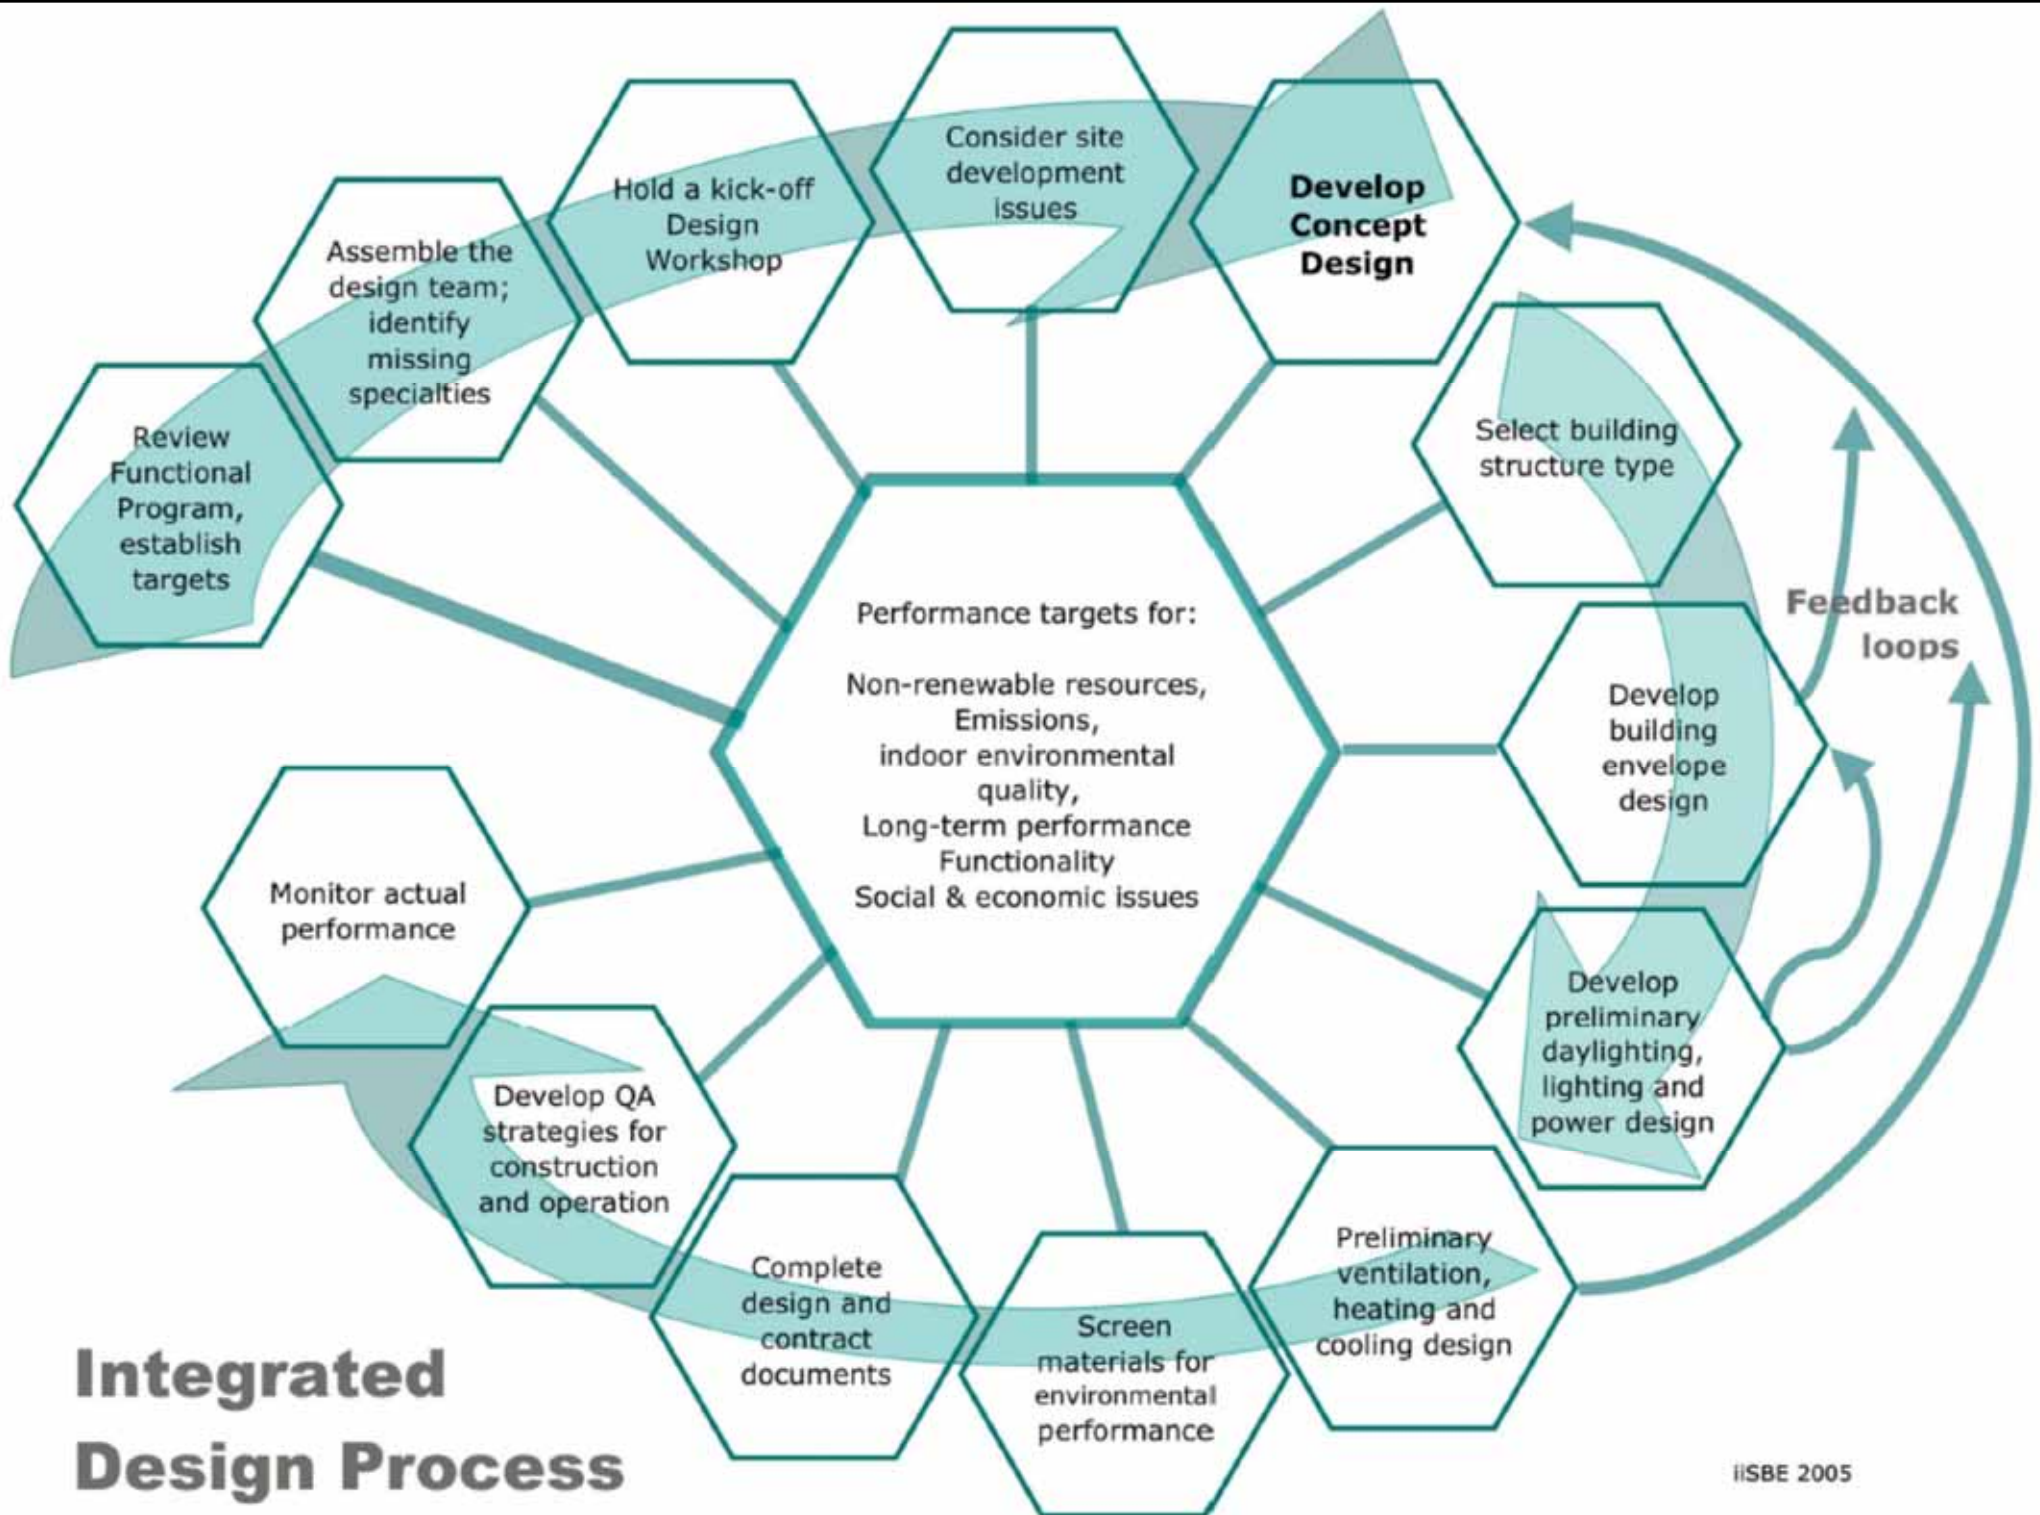 Review
Functional
Program,
establish
targets
Assemble the
design team;
identify
missing
specialties
Hold a kick-off
Design
Workshop
Consider site
development
issues
Develop
Concept
Design
Select building
structure type
Feedback
loops
Develop
building
envelope
design
Develop
preliminary
daylighting,
lighting and
power design
Preliminary
ventilation,
heating and
cooling design
Screen
materials for
environmental
performance
Complete
design and
contract
documents
Develop QA
strategies for
construction
and operation
Monitor actual
performance
Performance targets for:
Non-renewable resources,
Emissions,
indoor environmental
quality,
Long-term performance
Functionality
Social & economic issues
Integrated
Design Process
iiSBE 2005